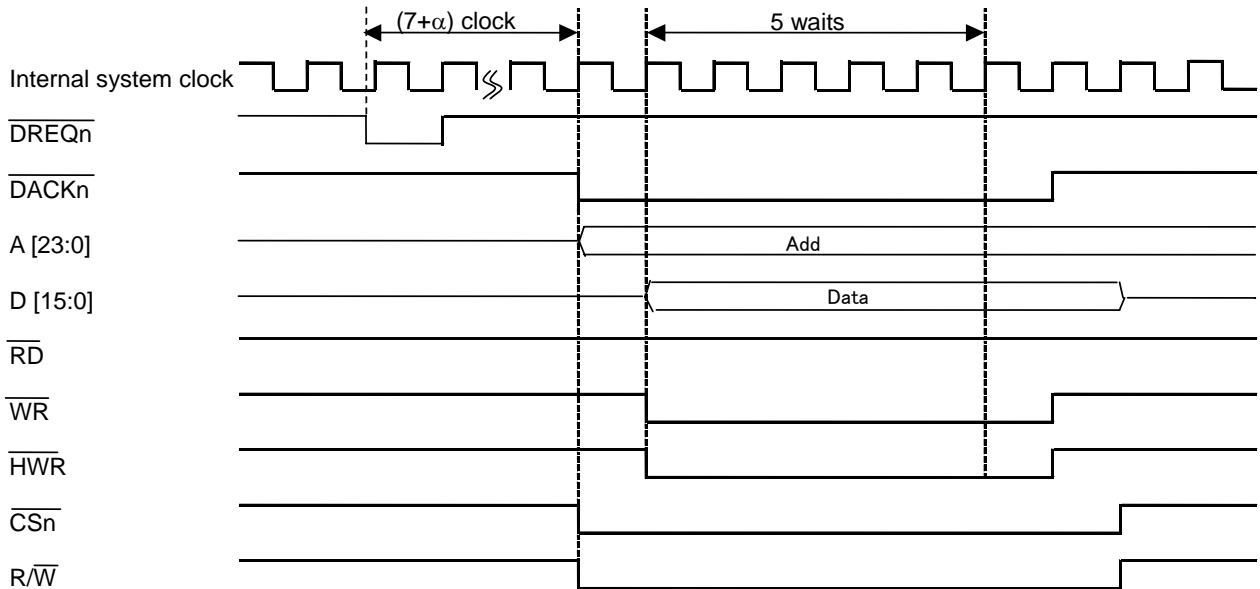 (7+α) clock
5 waits
Internal system clock
DREQn
DACKn
A [23:0]
Add
D [15:0]
Data
RD
WR
HWR
CSn
R/W